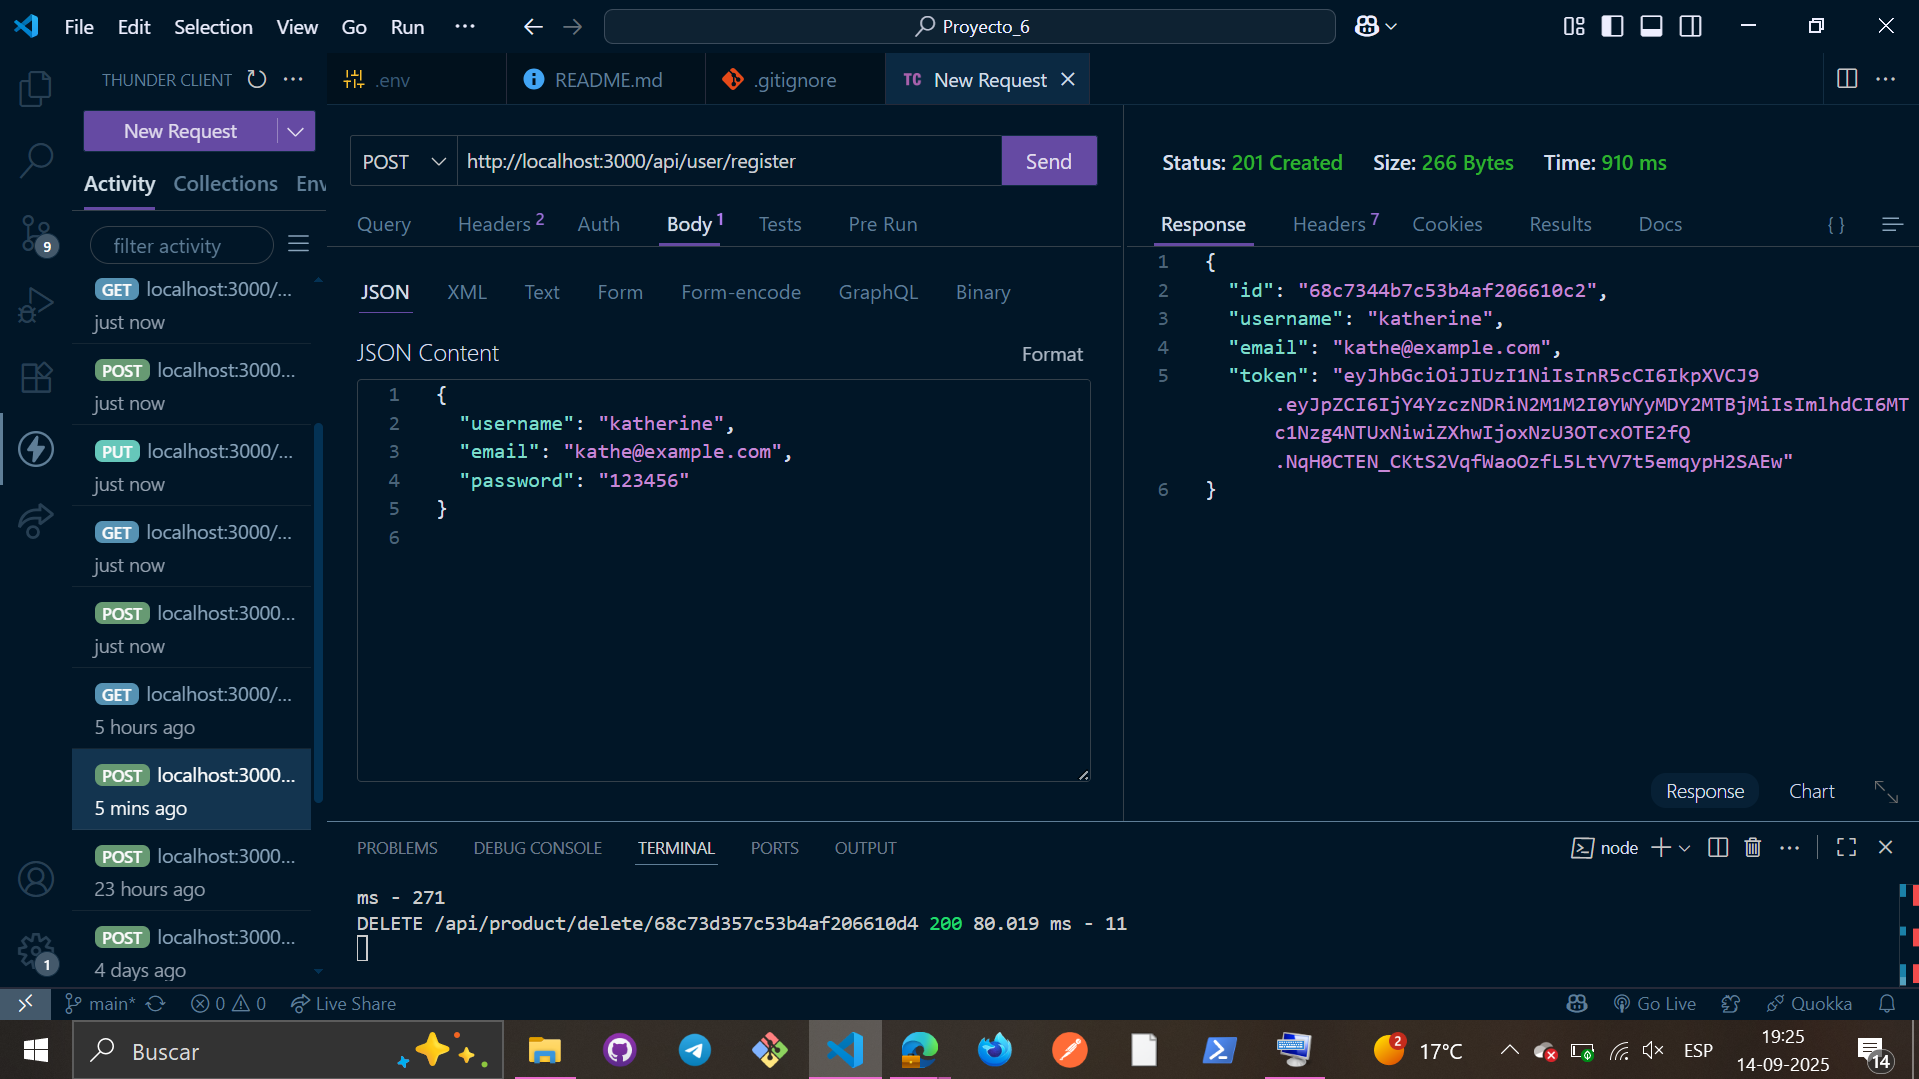 File Edit Selection View Go Run ···
Proyecto_6
THUNDER CLIENT ···
.env
README.md
.gitignore
TC New Request
···
New Request
POST http://localhost:3000/api/user/register Send
Status: 201 Created Size: 266 Bytes Time: 910 ms
Activity Collections Env
Query Headers 2 Auth Body 1 Tests Pre Run
Response Headers 7 Cookies Results Docs { }
filter activity
9
GET localhost:3000/...
just now
POST localhost:3000...
just now
PUT localhost:3000/...
just now
GET localhost:3000/...
just now
POST localhost:3000...
just now
GET localhost:3000/...
5 hours ago
POST localhost:3000...
5 mins ago
POST localhost:3000...
23 hours ago
POST localhost:3000...
4 days ago
1
JSON XML Text Form Form-encode GraphQL Binary
JSON Content Format
1 {
2 "username": "katherine",
3 "email": "kathe@example.com",
4 "password": "123456"
5 }
6
1 {
2 "id": "68c7344b7c53b4af206610c2",
3 "username": "katherine",
4 "email": "kathe@example.com",
5 "token": "eyJhbGciOiJIUzI1NiIsInR5cCI6IkpXVCJ9
.eyJpZCI6IjY4YzczNDRiN2M1M2I0YWYyMDY2MTBjMiIsImlhdCI6MT
c1Nzg4NTUxNiwiZXhwIjoxNzU3OTcxOTE2fQ
.NqH0CTEN_CKtS2VqfWaoOzfL5LtYV7t5emqypH2SAEw"
6 }
Response Chart
PROBLEMS DEBUG CONSOLE TERMINAL PORTS OUTPUT
node ···
ms - 271
DELETE /api/product/delete/68c73d357c53b4af206610d4 200 80.019 ms - 11
main* 0 0 Live Share
Go Live Quokka
Buscar
2 17°C ESP
19:25
14-09-2025
14